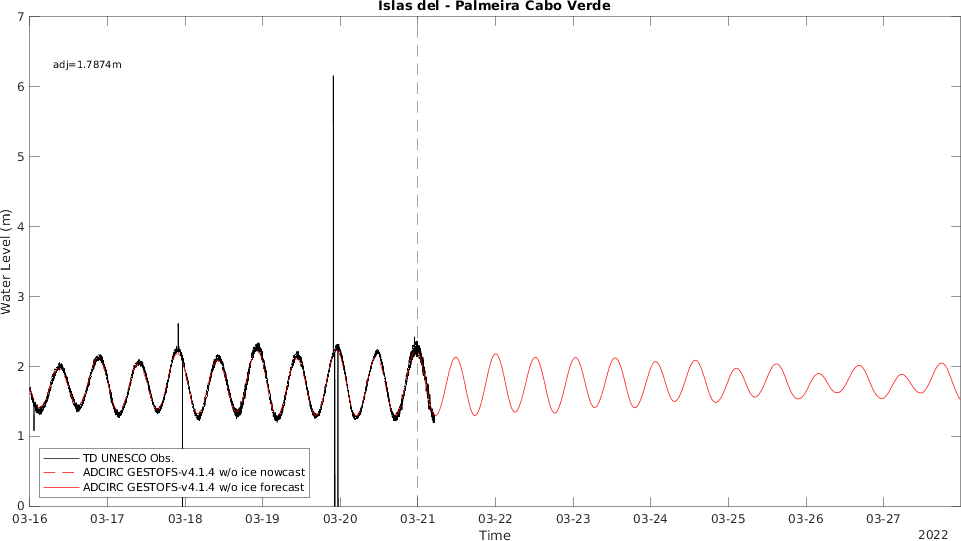 Islas del - Palmeira Cabo Verde
adj=1.7874m
Water Level (m)
7
6
5
4
3
2
1
0
TD UNESCO Obs.
ADCIRC GESTOFS-v4.1.4 w/o ice nowcast
ADCIRC GESTOFS-v4.1.4 w/o ice forecast
03-16 03-17 03-18 03-19 03-20 03-21 03-22 03-23 03-24 03-25 03-26 03-27
Time
2022